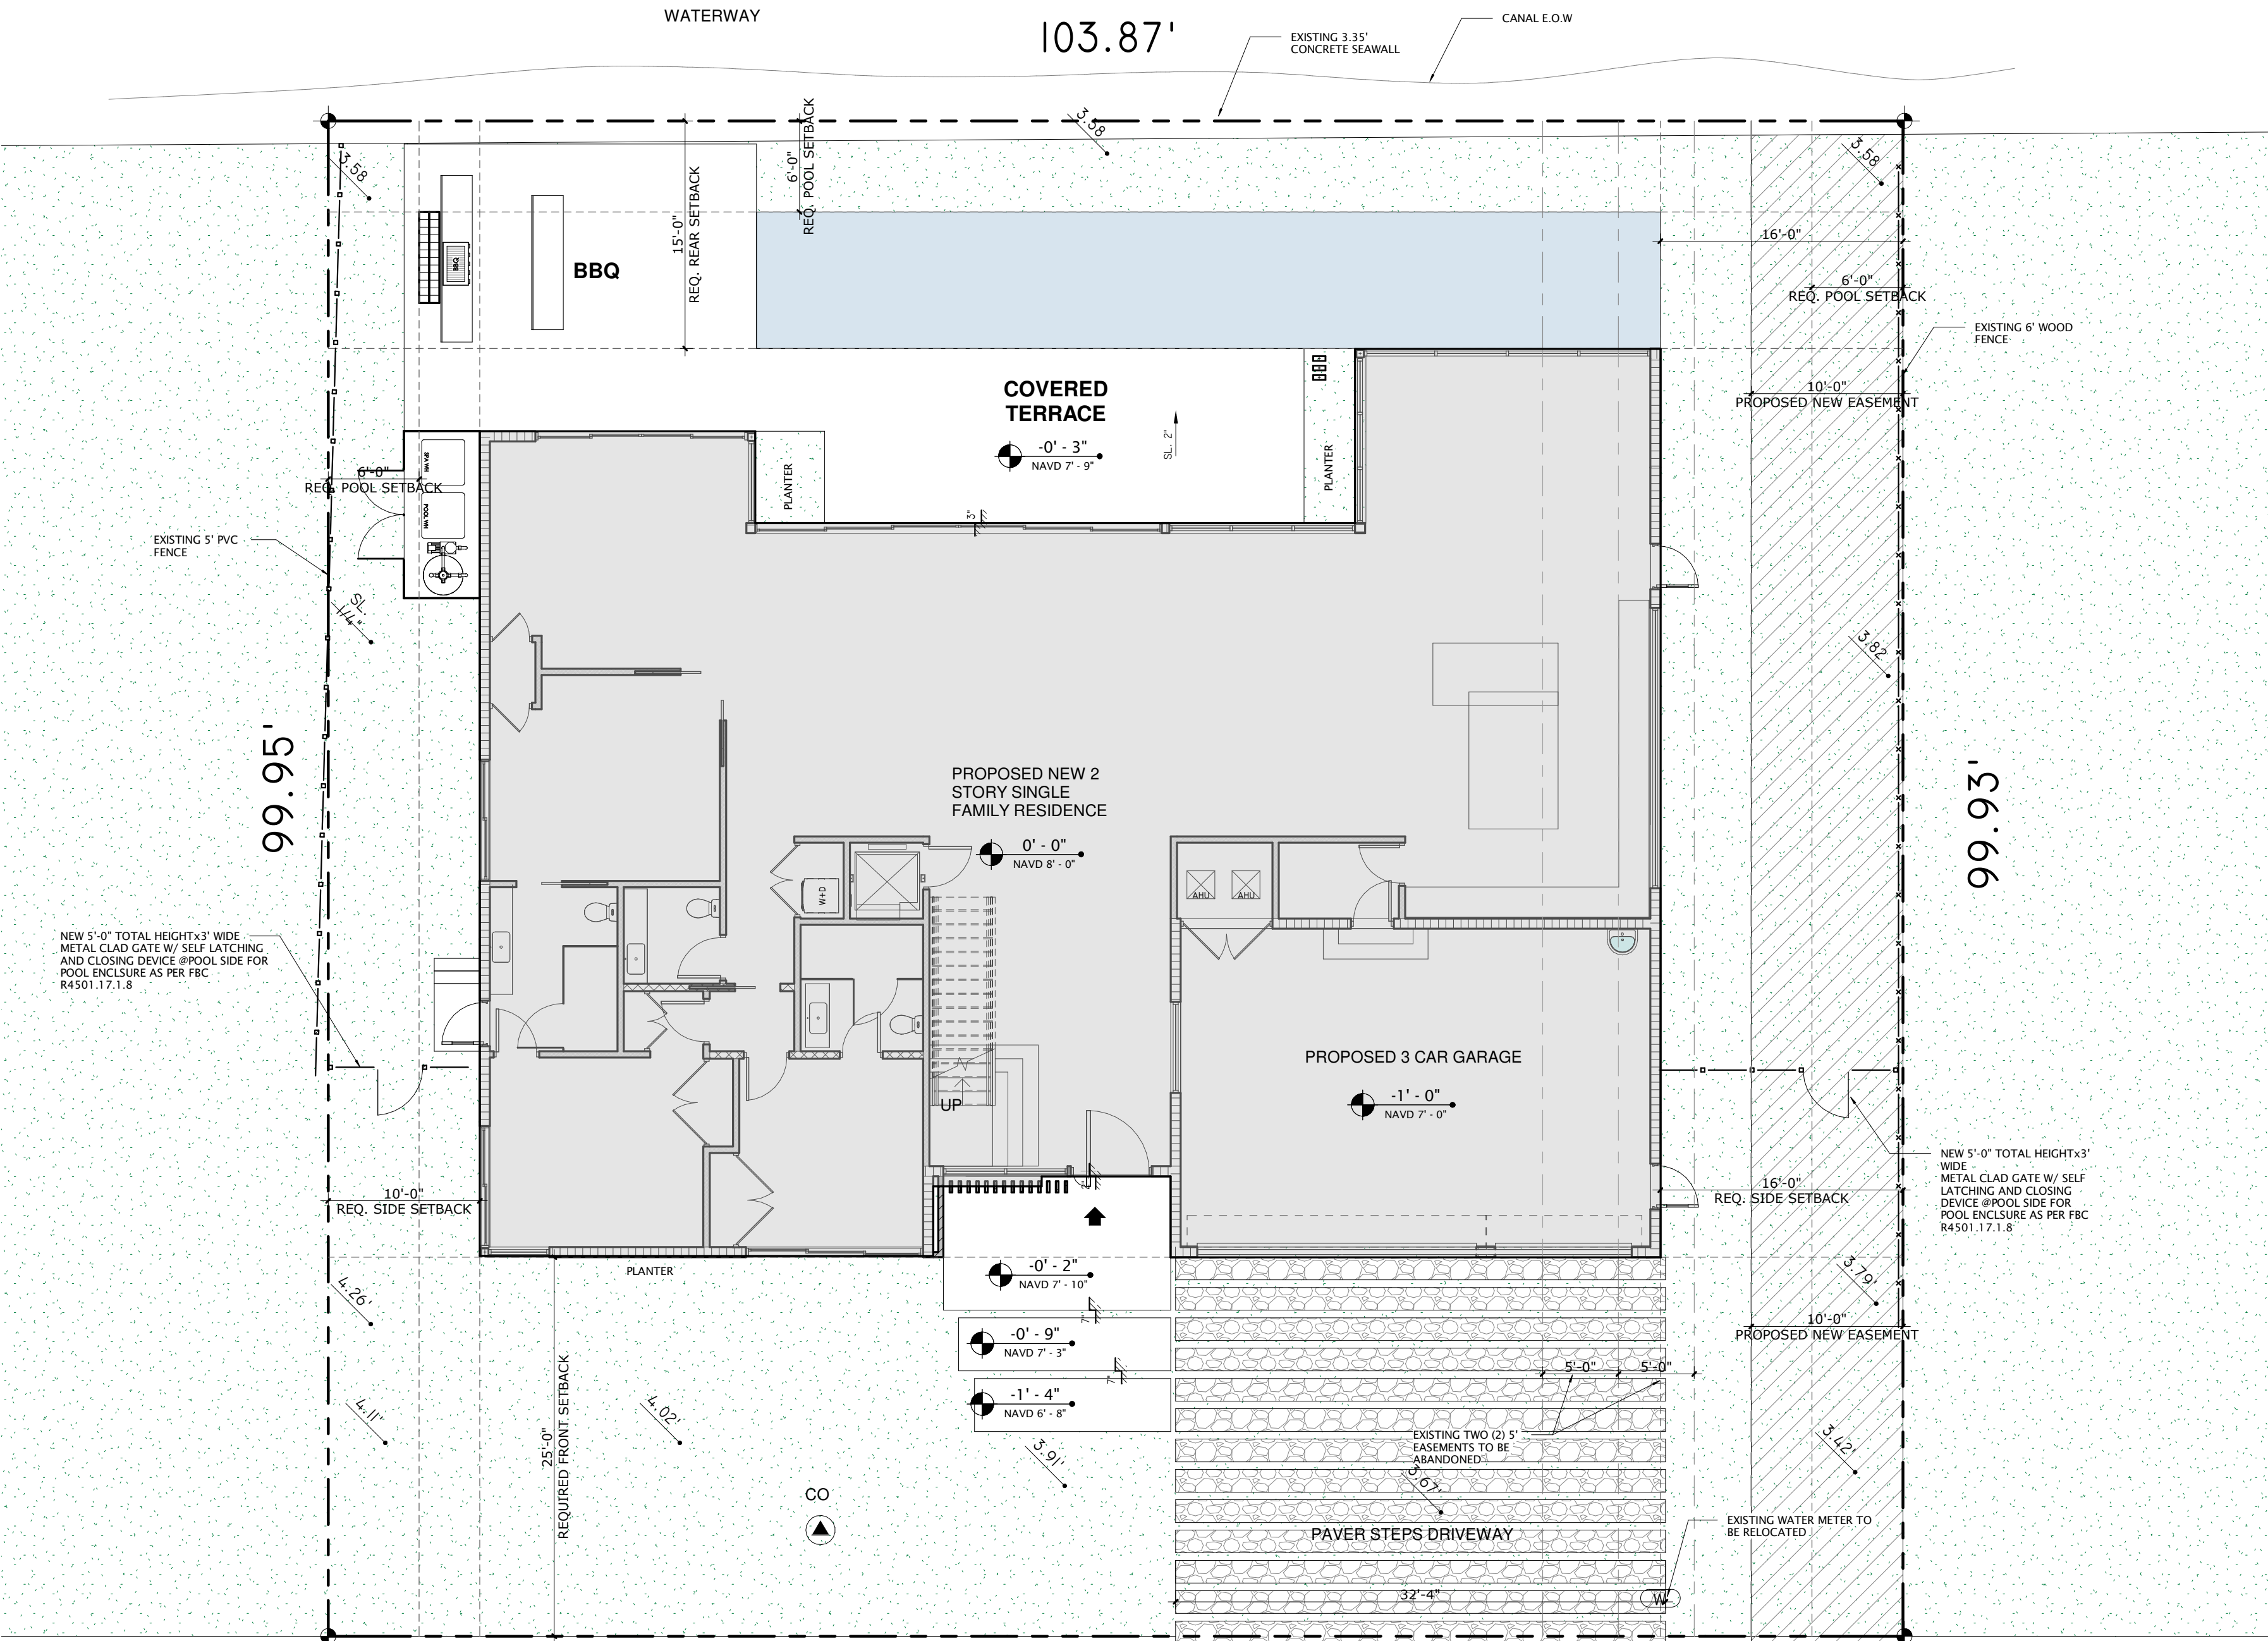 WATERWAY
103.87'
CANAL E.O.W
EXISTING 3.35'
CONCRETE SEAWALL
3.58
3.58
3.58
6'-0"
REQ. POOL SETBACK
15'-0"
REQ. REAR SETBACK
BBQ
BBQ
16'-0"
6'-0"
REQ. POOL SETBACK
EXISTING 6' WOOD
FENCE
10'-0"
PROPOSED NEW EASEMENT
COVERED
TERRACE
-0' - 3"
NAVD 7' - 9"
SL. 2"
PLANTER
PLANTER
3"
SPA WH
POOL WH
6'-0"
REQ. POOL SETBACK
EXISTING 5' PVC
FENCE
SL.
1/4"
3.82
99.95'
99.93'
PROPOSED NEW 2
STORY SINGLE
FAMILY RESIDENCE
0' - 0"
NAVD 8' - 0"
W+D
AHU
AHU
NEW 5'-0" TOTAL HEIGHTx3' WIDE
METAL CLAD GATE W/ SELF LATCHING
AND CLOSING DEVICE @POOL SIDE FOR
POOL ENCLSURE AS PER FBC
R4501.17.1.8
UP
PROPOSED 3 CAR GARAGE
-1' - 0"
NAVD 7' - 0"
NEW 5'-0" TOTAL HEIGHTx3'
WIDE
METAL CLAD GATE W/ SELF
LATCHING AND CLOSING
DEVICE @POOL SIDE FOR
POOL ENCLSURE AS PER FBC
R4501.17.1.8
10'-0"
REQ. SIDE SETBACK
16'-0"
REQ. SIDE SETBACK
PLANTER
-0' - 2"
NAVD 7' - 10"
7"
-0' - 9"
NAVD 7' - 3"
7"
-1' - 4"
NAVD 6' - 8"
4.26'
3.79'
10'-0"
PROPOSED NEW EASEMENT
5'-0"
5'-0"
4.11'
4.02'
3.91'
25'-0"
REQUIRED FRONT SETBACK
EXISTING TWO (2) 5'
EASEMENTS TO BE
ABANDONED
3.67'
3.42'
CO
PAVER STEPS DRIVEWAY
EXISTING WATER METER TO
BE RELOCATED
32'-4"
W